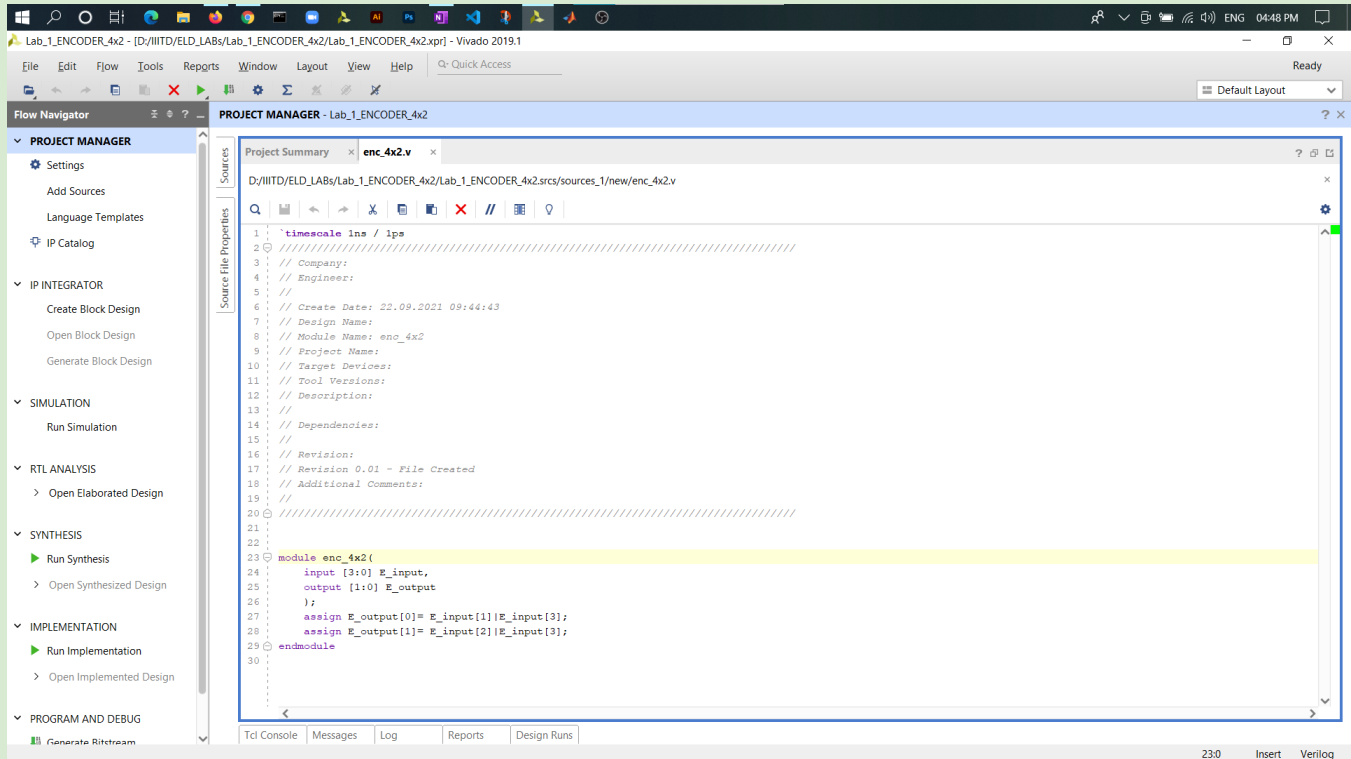 Ai
Ps
N
ENG 04:48 PM
Lab_1_ENCODER_4x2 - [D:/IIITD/ELD_LABs/Lab_1_ENCODER_4x2/Lab_1_ENCODER_4x2.xpr] - Vivado 2019.1
File Edit Flow Tools Reports Window Layout View Help Quick Access Ready
Default Layout
Flow Navigator
PROJECT MANAGER
Settings
Add Sources
Language Templates
IP Catalog
IP INTEGRATOR
Create Block Design
Open Block Design
Generate Block Design
SIMULATION
Run Simulation
RTL ANALYSIS
Open Elaborated Design
SYNTHESIS
Run Synthesis
Open Synthesized Design
IMPLEMENTATION
Run Implementation
Open Implemented Design
PROGRAM AND DEBUG
Generate Bitstream
PROJECT MANAGER - Lab_1_ENCODER_4x2
Sources
Source File Properties
Project Summary enc_4x2.v
D:/IIITD/ELD_LABs/Lab_1_ENCODER_4x2/Lab_1_ENCODER_4x2.srcs/sources_1/new/enc_4x2.v
1 `timescale 1ns / 1ps
2 //////////////////////////////////////////////////////////////////////////////////
3 // Company:
4 // Engineer:
5 //
6 // Create Date: 22.09.2021 09:44:43
7 // Design Name:
8 // Module Name: enc_4x2
9 // Project Name:
10 // Target Devices:
11 // Tool Versions:
12 // Description:
13 //
14 // Dependencies:
15 //
16 // Revision:
17 // Revision 0.01 - File Created
18 // Additional Comments:
19 //
20 //////////////////////////////////////////////////////////////////////////////////
21
22
23 module enc_4x2(
24 input [3:0] E_input,
25 output [1:0] E_output
26 );
27 assign E_output[0]= E_input[1]|E_input[3];
28 assign E_output[1]= E_input[2]|E_input[3];
29 endmodule
30
Tcl Console Messages Log Reports Design Runs
23:0 Insert Verilog